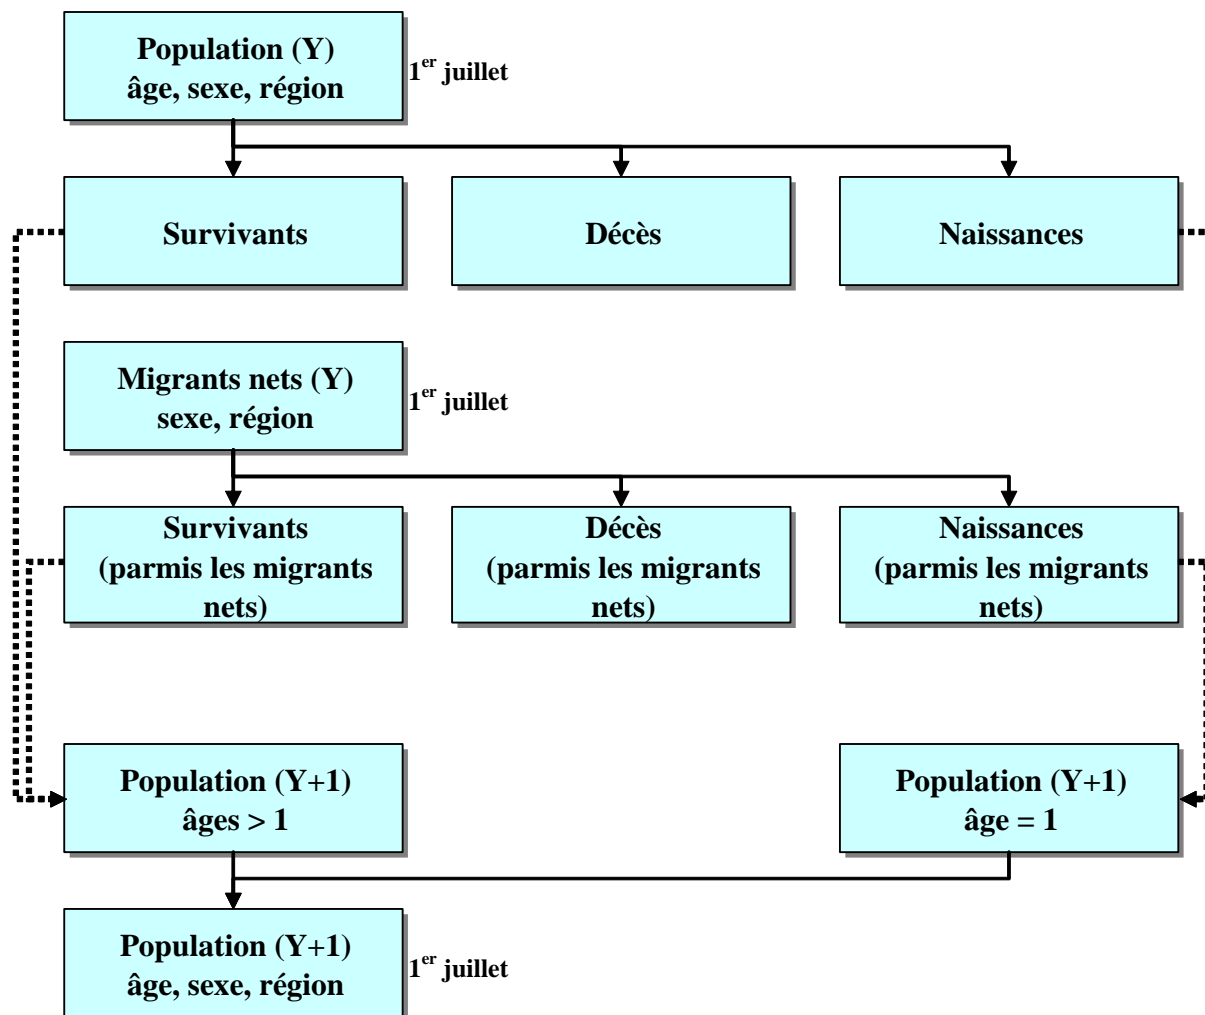 Population (Y)
âge, sexe, région
1er juillet
Survivants
Décès
Naissances
Migrants nets (Y)
sexe, région
1er juillet
Survivants
(parmis les migrants
nets)
Décès
(parmis les migrants
nets)
Naissances
(parmis les migrants
nets)
Population (Y+1)
âges > 1
Population (Y+1)
âge = 1
Population (Y+1)
âge, sexe, région
1er juillet